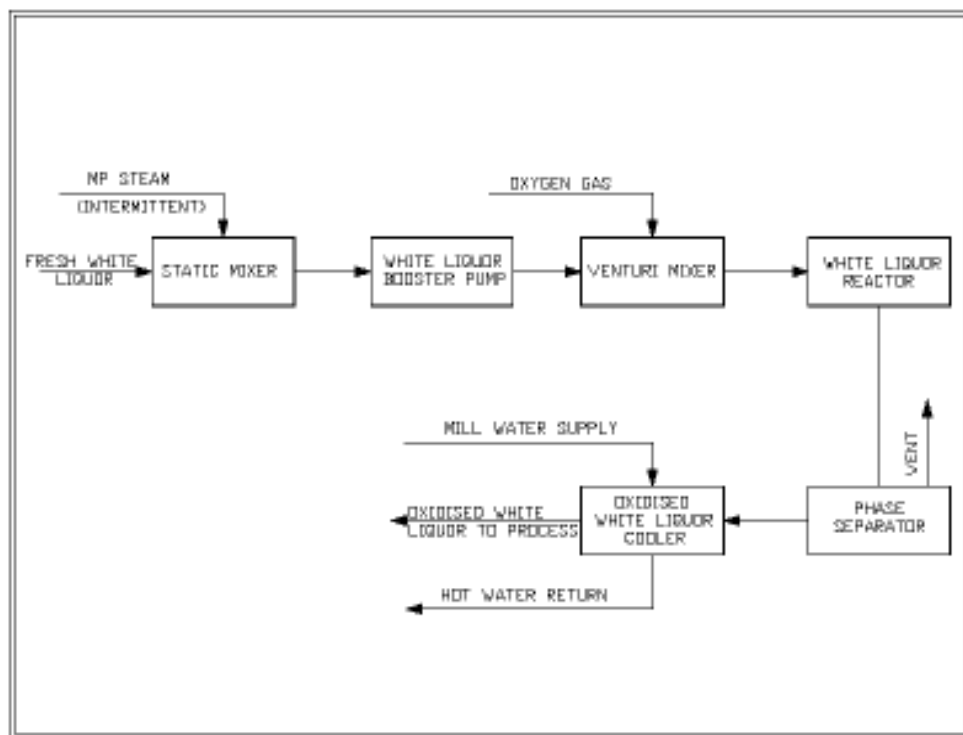 MP STEAM
(INTERMITTENT)
OXYGEN GAS
FRESH WHITE
LIQUOR
STATIC MIXER
WHITE LIQUOR
BOOSTER PUMP
VENTURI MIXER
WHITE LIQUOR
REACTOR
MILL WATER SUPPLY
VENT
OXIDISED WHITE
LIQUOR TO PROCESS
OXIDISED
WHITE LIQUOR
COOLER
PHASE
SEPARATOR
HOT WATER RETURN